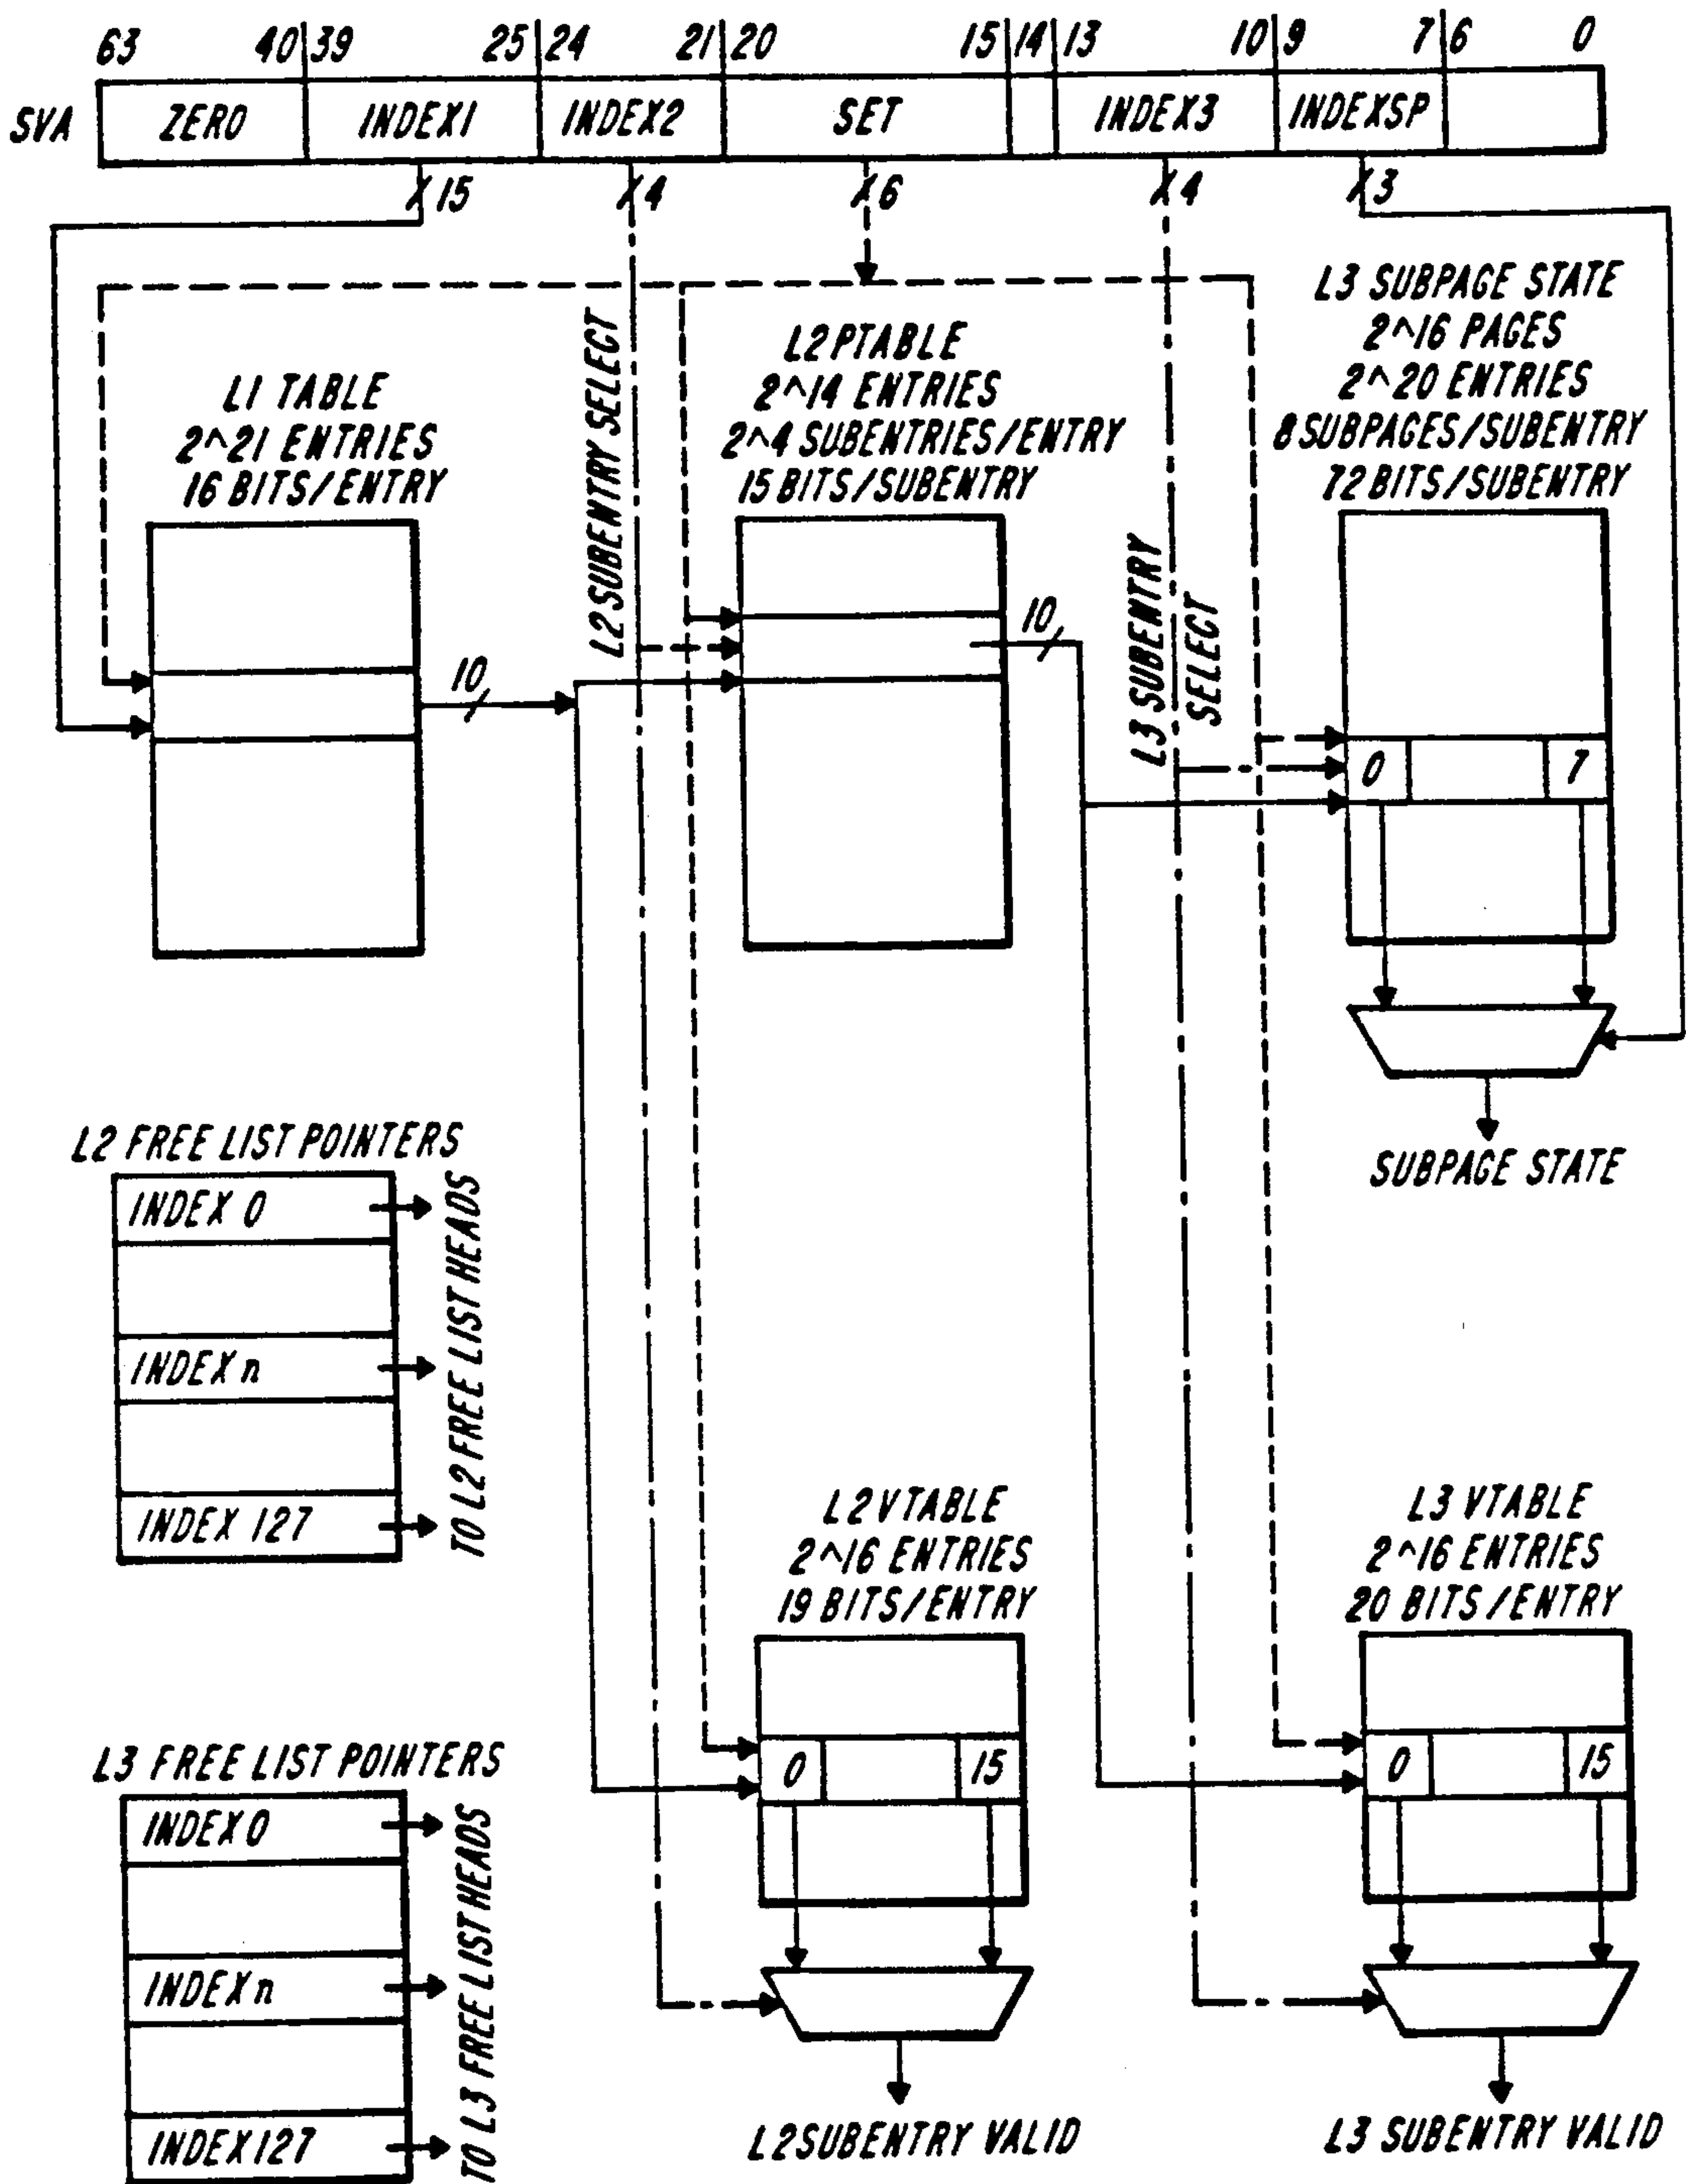 63 40 39 25 24 21 20 15 14 13 10 9 7 6 0
SVA ZERO INDEX1 INDEX2 SET INDEX3 INDEXSP
X15 X4 X6 X4 X3
L1 TABLE
2^21 ENTRIES
16 BITS/ENTRY
L2 SUBENTRY SELECT
L2 PTABLE
2^14 ENTRIES
2^4 SUBENTRIES/ENTRY
15 BITS/SUBENTRY
L3 SUBENTRY
SELECT
L3 SUBPAGE STATE
2^16 PAGES
2^20 ENTRIES
8 SUBPAGES/SUBENTRY
72 BITS/SUBENTRY
10
10
0 7
SUBPAGE STATE
L2 FREE LIST POINTERS
INDEX 0
INDEX n
INDEX 127
TO L2 FREE LIST HEADS
L2 VTABLE
2^16 ENTRIES
19 BITS/ENTRY
0 15
L2 SUBENTRY VALID
L3 VTABLE
2^16 ENTRIES
20 BITS/ENTRY
0 15
L3 SUBENTRY VALID
L3 FREE LIST POINTERS
INDEX 0
INDEX n
INDEX 127
TO L3 FREE LIST HEADS